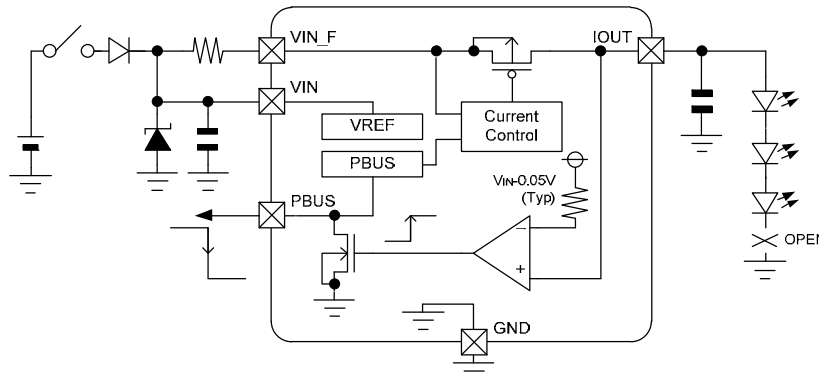 VIN_F
IOUT
VIN
VREF
Current
Control
PBUS
VIN-0.05V
(Typ)
PBUS
−
+
OPEN
GND